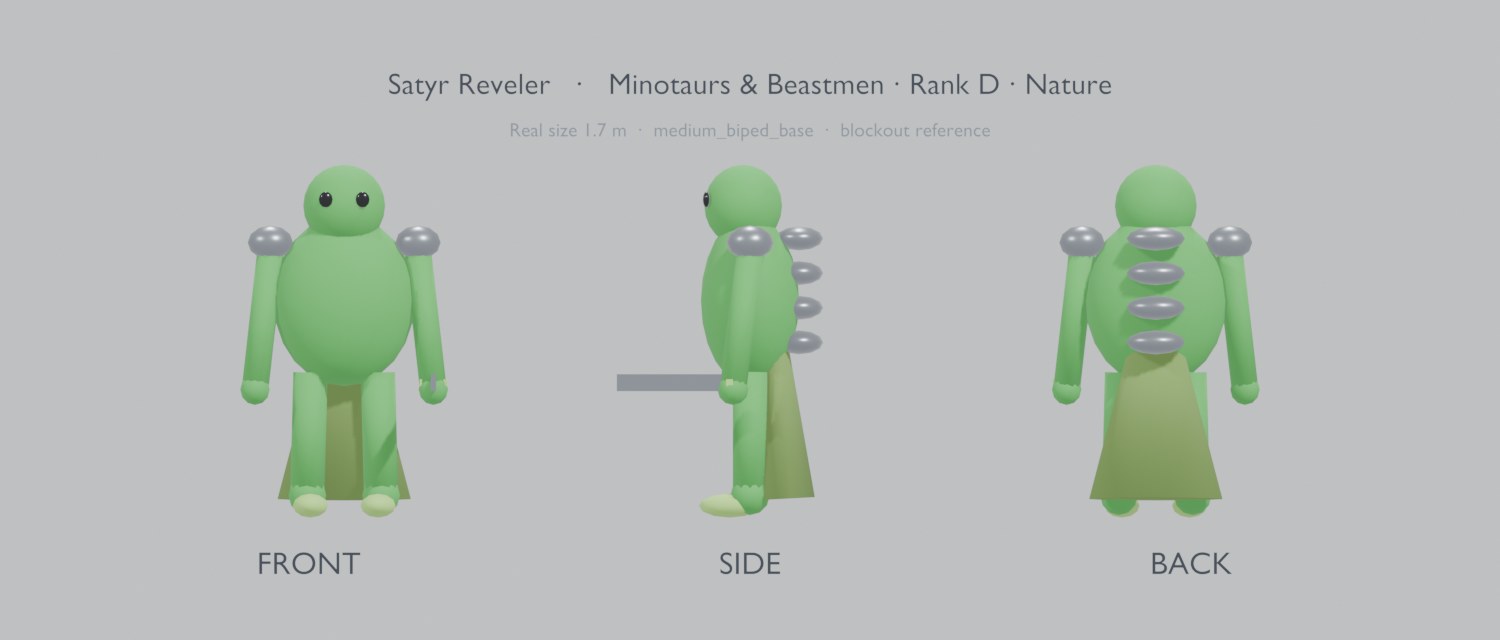 Satyr Reveler · Minotaurs & Beastmen · Rank D · Nature
Real size 1.7 m · medium_biped_base · blockout reference
FRONT SIDE BACK